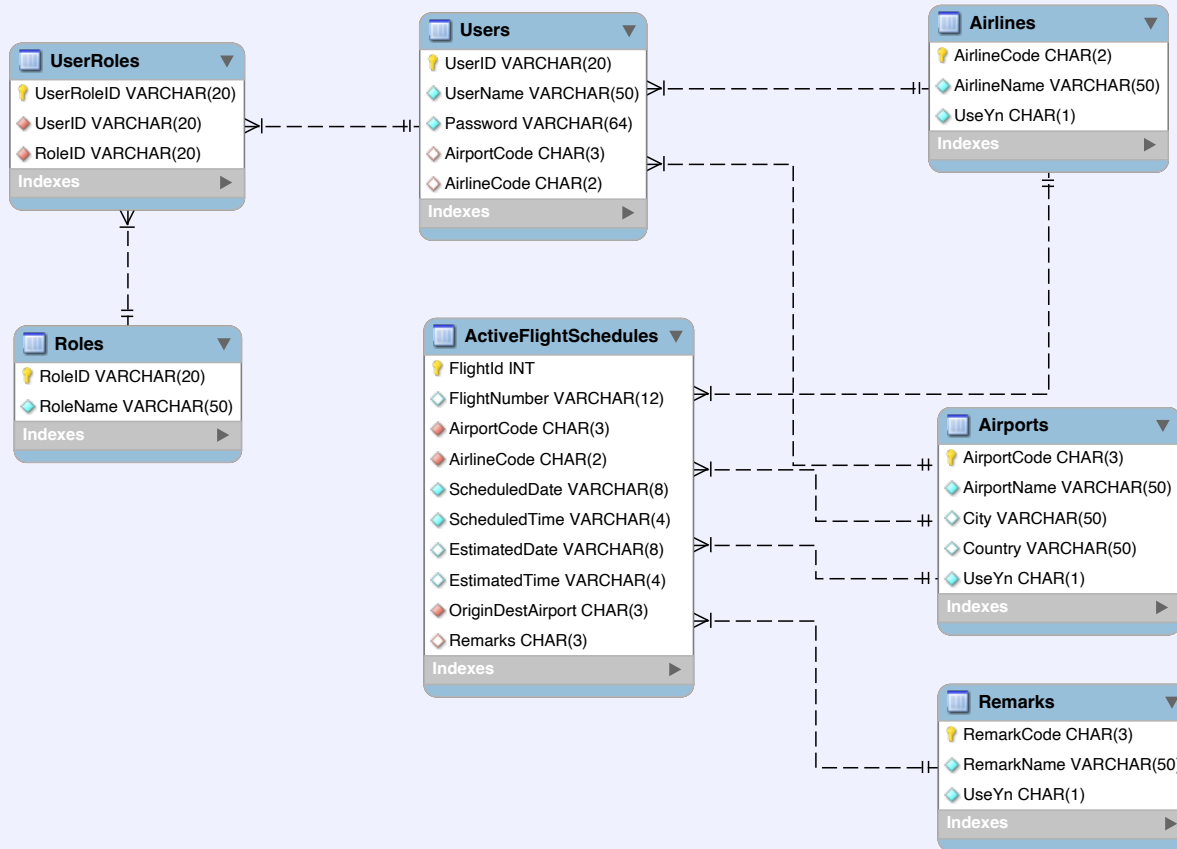 UserRoles
UserRoleID VARCHAR(20)
UserID VARCHAR(20)
RoleID VARCHAR(20)
Indexes
Users
UserID VARCHAR(20)
UserName VARCHAR(50)
Password VARCHAR(64)
AirportCode CHAR(3)
AirlineCode CHAR(2)
Indexes
Airlines
AirlineCode CHAR(2)
AirlineName VARCHAR(50)
UseYn CHAR(1)
Indexes
Roles
RoleID VARCHAR(20)
RoleName VARCHAR(50)
Indexes
ActiveFlightSchedules
FlightId INT
FlightNumber VARCHAR(12)
AirportCode CHAR(3)
AirlineCode CHAR(2)
ScheduledDate VARCHAR(8)
ScheduledTime VARCHAR(4)
EstimatedDate VARCHAR(8)
EstimatedTime VARCHAR(4)
OriginDestAirport CHAR(3)
Remarks CHAR(3)
Indexes
Airports
AirportCode CHAR(3)
AirportName VARCHAR(50)
City VARCHAR(50)
Country VARCHAR(50)
UseYn CHAR(1)
Indexes
Remarks
RemarkCode CHAR(3)
RemarkName VARCHAR(50)
UseYn CHAR(1)
Indexes